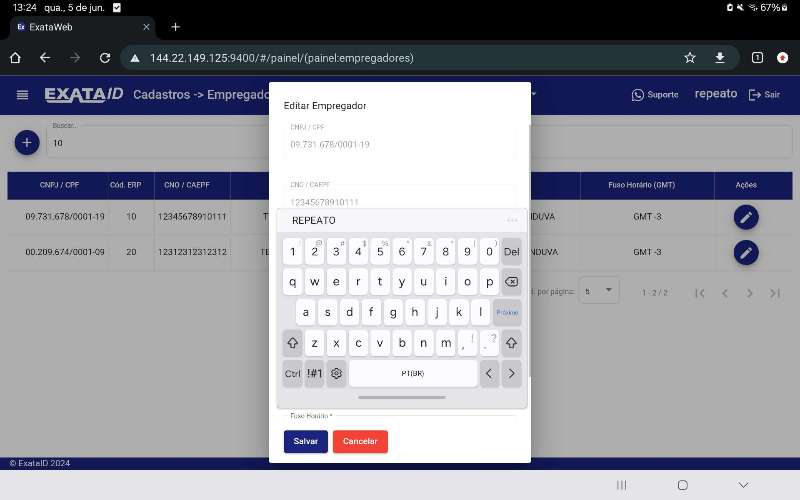 13:24 qua., 5 de jun. 67%
ExataWeb
144.22.149.125:9400/#/painel/(painel:empregadores)
1
EXATAID Cadastros -> Empregado Suporte repeato Sair
Buscar..
10
CNPJ / CPF Cód. ERP CNO / CAEPF Fuso Horário (GMT) Ações
09.731.678/0001-19 10 12345678910111 NDUVA GMT -3
00.209.674/0001-09 20 12312312312312 NDUVA GMT -3
por página: 5 1 - 2 / 2
Editar Empregador
CNPJ / CPF
09.731.678/0001-19
CNO / CAEPF
12345678910111
REPEATO
1 2 3 4 5 6 7 8 9 0 Del
q w e r t y u i o p
a s d f g h j k l Próximo
z x c v b n m , ! . ?
Ctrl !#1 PT(BR) < >
Fuso Horário *
Salvar Cancelar
© ExataID 2024